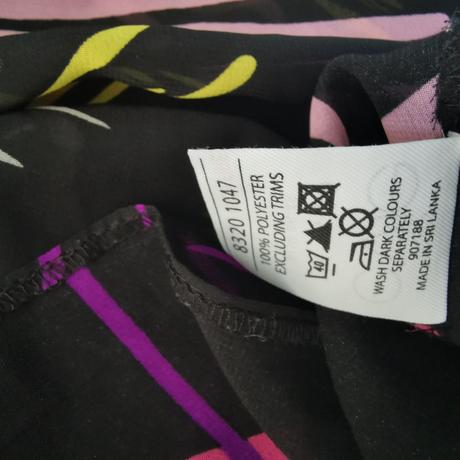 8320 1047
100% POLYESTER
EXCLUDING TRIMS
40
WASH DARK COLOURS
SEPARATELY
907188
MADE IN SRI LANKA